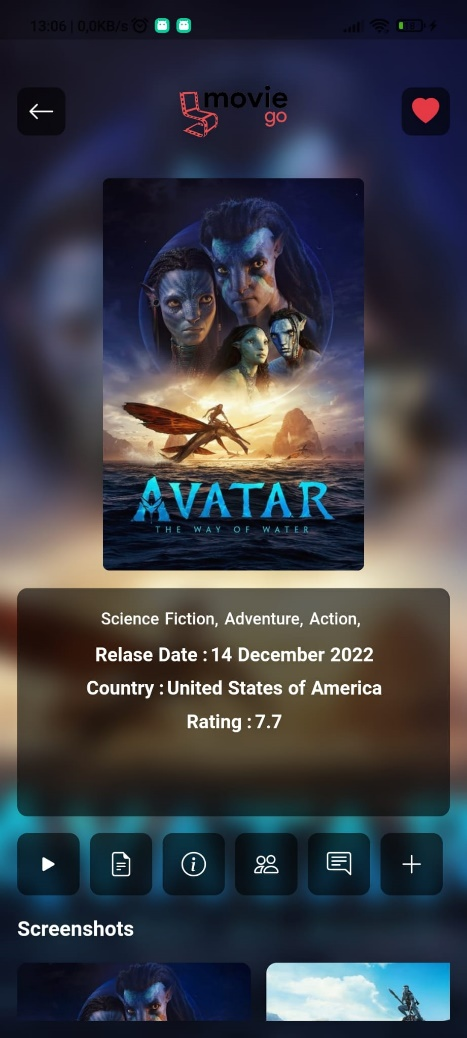 13:06 | 0,0KB/s
movie
go
AVATAR
THE WAY OF WATER
Science Fiction, Adventure, Action,
Relase Date : 14 December 2022
Country : United States of America
Rating : 7.7
Screenshots